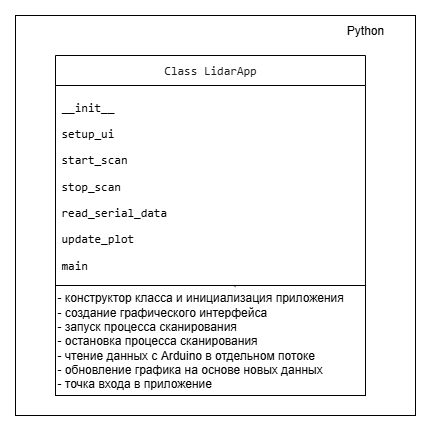 Python
Class LidarApp
__init__
setup_ui
start_scan
stop_scan
read_serial_data
update_plot
main
- конструктор класса и инициализация приложения
- создание графического интерфейса
- запуск процесса сканирования
- остановка процесса сканирования
- чтение данных с Arduino в отдельном потоке
- обновление графика на основе новых данных
- точка входа в приложение